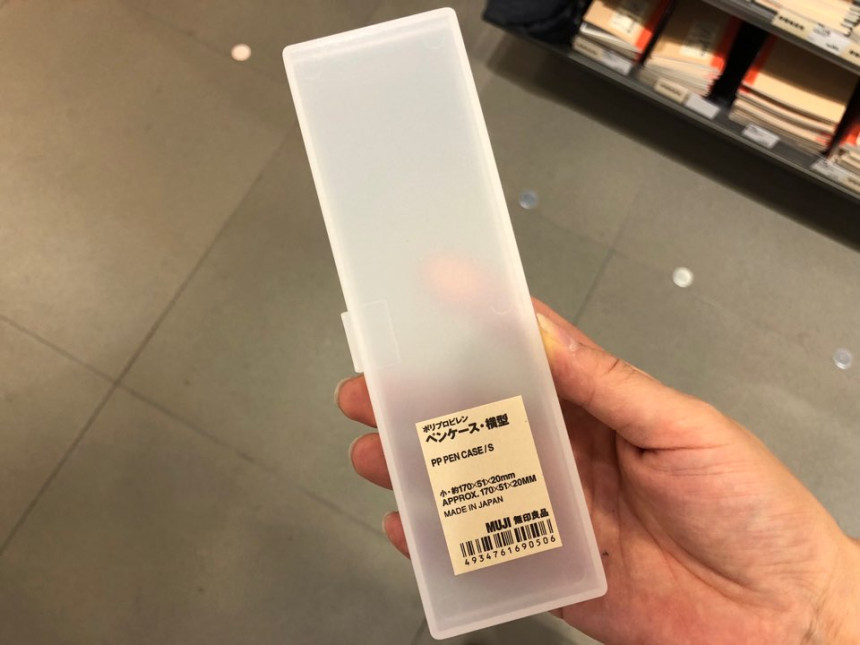 ポリプロピレン
ペンケース・横型
PP PEN CASE / S
小・約170×51×20mm
APPROX. 170×51×20MM
MADE IN JAPAN
MUJI 無印良品
4934761690506